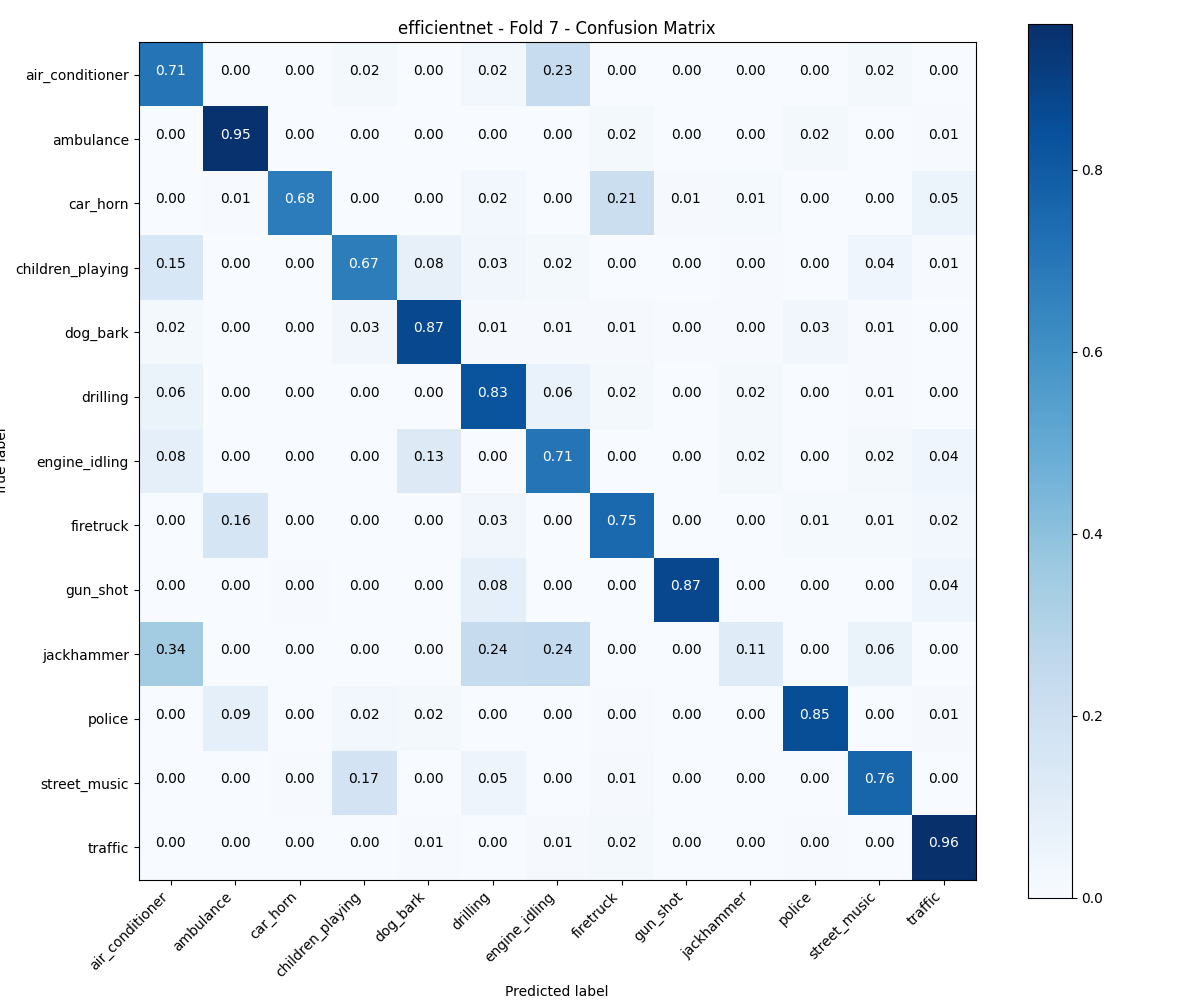 efficientnet - Fold 7 - Confusion Matrix
air_conditioner 0.71 0.00 0.00 0.02 0.00 0.02 0.23 0.00 0.00 0.00 0.00 0.02 0.00
ambulance 0.00 0.95 0.00 0.00 0.00 0.00 0.00 0.02 0.00 0.00 0.02 0.00 0.01
car_horn 0.00 0.01 0.68 0.00 0.00 0.02 0.00 0.21 0.01 0.01 0.00 0.00 0.05
children_playing 0.15 0.00 0.00 0.67 0.08 0.03 0.02 0.00 0.00 0.00 0.00 0.04 0.01
dog_bark 0.02 0.00 0.00 0.03 0.87 0.01 0.01 0.01 0.00 0.00 0.03 0.01 0.00
drilling 0.06 0.00 0.00 0.00 0.00 0.83 0.06 0.02 0.00 0.02 0.00 0.01 0.00
engine_idling 0.08 0.00 0.00 0.00 0.13 0.00 0.71 0.00 0.00 0.02 0.00 0.02 0.04
firetruck 0.00 0.16 0.00 0.00 0.00 0.03 0.00 0.75 0.00 0.00 0.01 0.01 0.02
gun_shot 0.00 0.00 0.00 0.00 0.00 0.08 0.00 0.00 0.87 0.00 0.00 0.00 0.04
jackhammer 0.34 0.00 0.00 0.00 0.00 0.24 0.24 0.00 0.00 0.11 0.00 0.06 0.00
police 0.00 0.09 0.00 0.02 0.02 0.00 0.00 0.00 0.00 0.00 0.85 0.00 0.01
street_music 0.00 0.00 0.00 0.17 0.00 0.05 0.00 0.01 0.00 0.00 0.00 0.76 0.00
traffic 0.00 0.00 0.00 0.00 0.01 0.00 0.01 0.02 0.00 0.00 0.00 0.00 0.96
air_conditioner ambulance car_horn children_playing dog_bark drilling engine_idling firetruck gun_shot jackhammer police street_music traffic
Predicted label
label
0.8
0.6
0.4
0.2
0.0